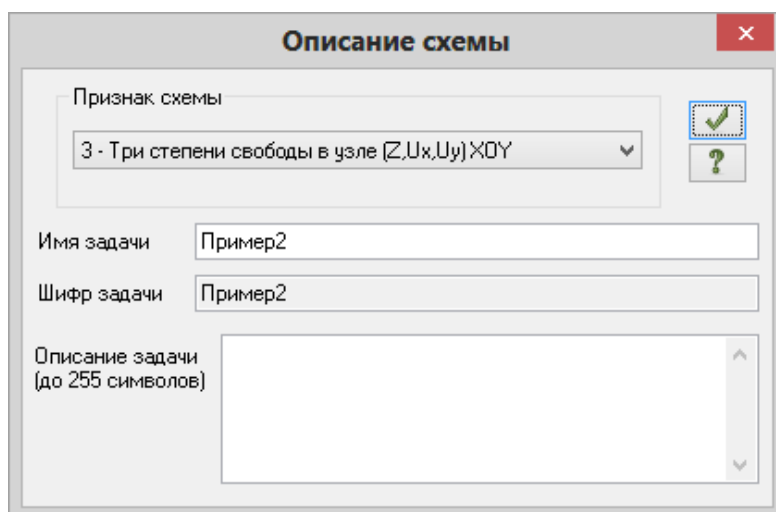 Описание схемы
Признак схемы
3 - Три степени свободы в узле (Z,Ux,Uy) X0Y
Имя задачи Пример2
Шифр задачи Пример2
Описание задачи
(до 255 символов)